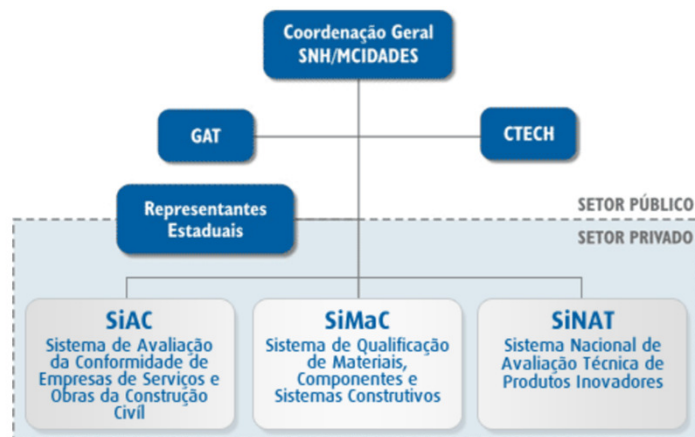 Coordenação Geral
SNH/MCIDADES
GAT
CTECH
Representantes
Estaduais
SETOR PÚBLICO
SETOR PRIVADO
SiAC
Sistema de Avaliação
da Conformidade de
Empresas de Serviços e
Obras da Construção
Civíl
SiMaC
Sistema de Qualificação
de Materiais,
Componentes e
Sistemas Construtivos
SiNAT
Sistema Nacional de
Avaliação Técnica de
Produtos Inovadores